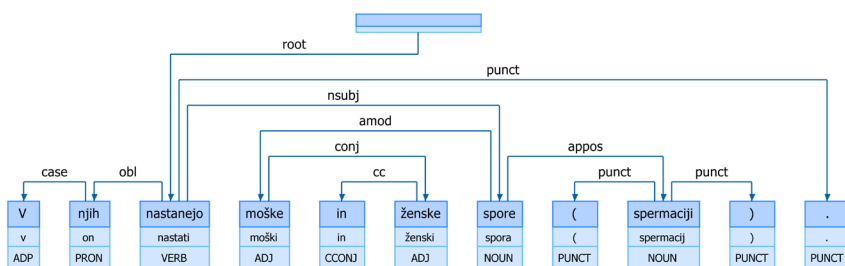 root
punct
nsubj
amod
conj appos
case obl cc punct punct
V njih nastanejo moške in ženske spore ( spermaciji ) .
v on nastati moški in ženski spora ( spermacij ) .
ADP PRON VERB ADJ CCONJ ADJ NOUN PUNCT NOUN PUNCT PUNCT